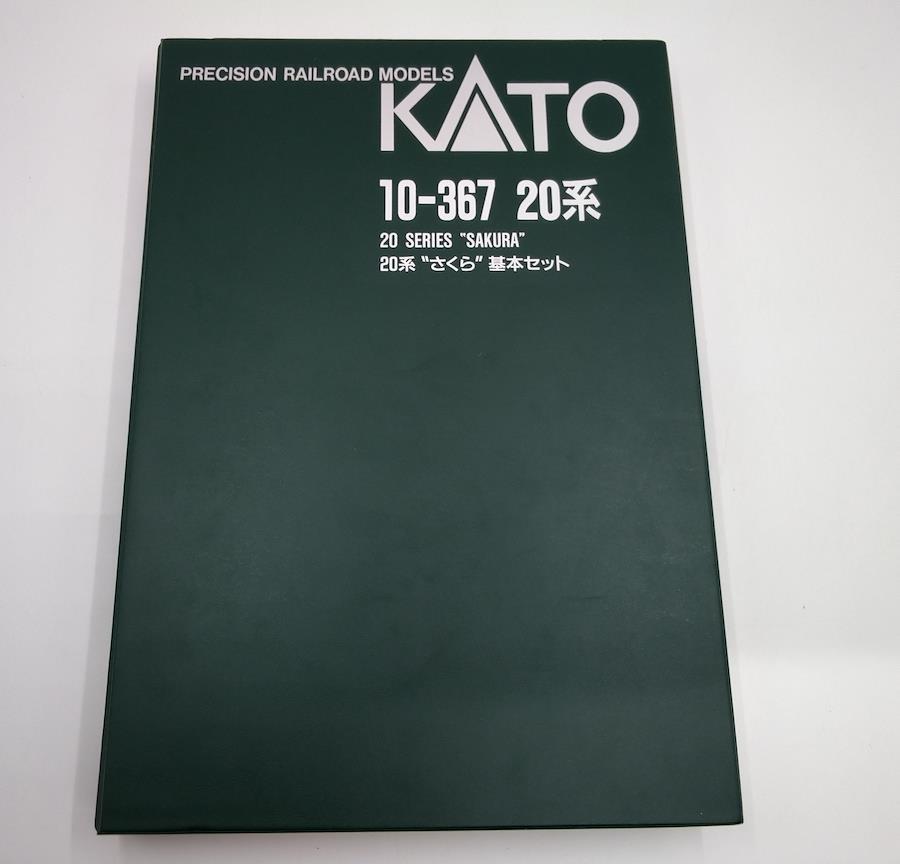 PRECISION RAILROAD MODELS
KATO
10-367 20系
20 SERIES "SAKURA"
20系 "さくら" 基本セット